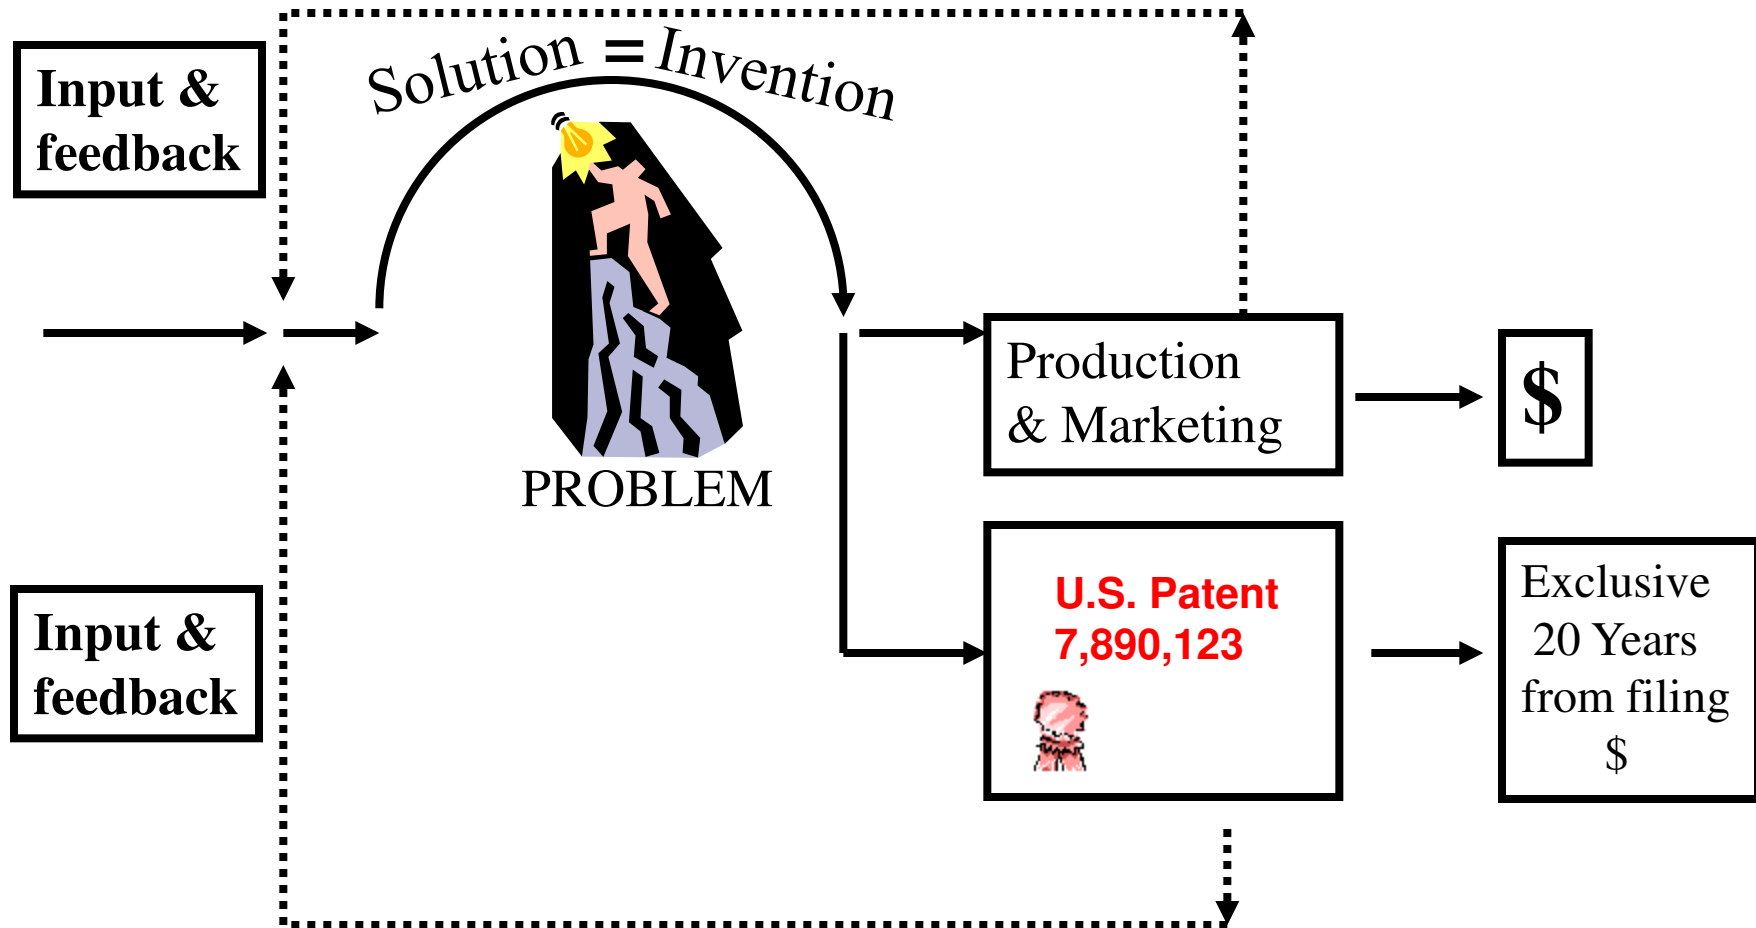 Solution = Invention
Input &
feedback
PROBLEM
Production
& Marketing
$
U.S. Patent
7,890,123
Exclusive
20 Years
from filing
$
Input &
feedback